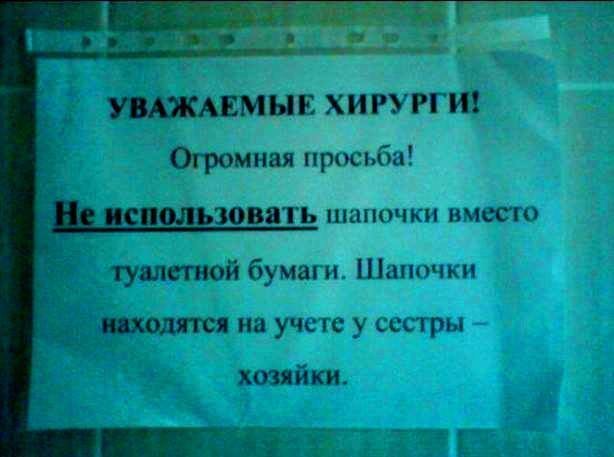 УВАЖАЕМЫЕ ХИРУРГИ!
Огромная просьба!
Не использовать шапочки вместо
туалетной бумаги. Шапочки
находятся на учете у сестры –
хозяйки.